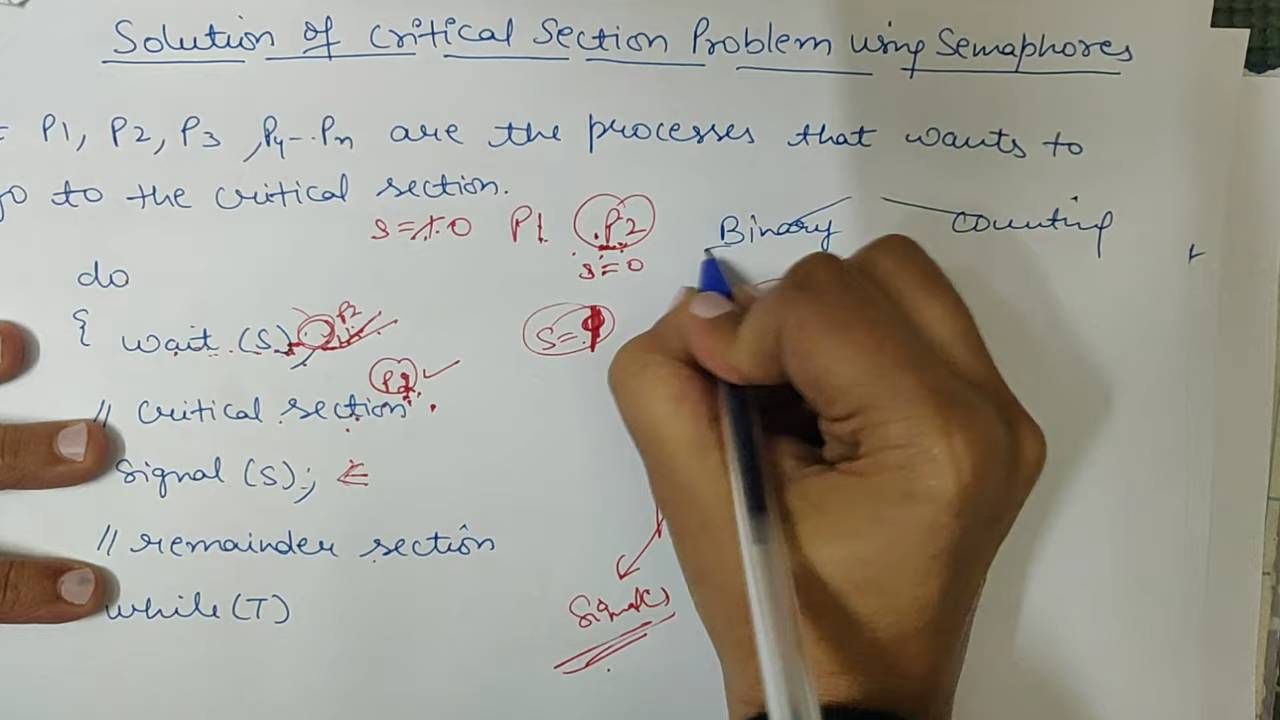 Solution of Critical Section Problem using Semaphores
= P1, P2, P3, P4-..Pn are the processes that wants to
go to the critical section.
S=1.0 P1 P2 Binary Counting
S=0
do
{ wait (S); P2
S=
P2
// Critical section
Signal (S);
// remainder section
while(T)
Signal(s)